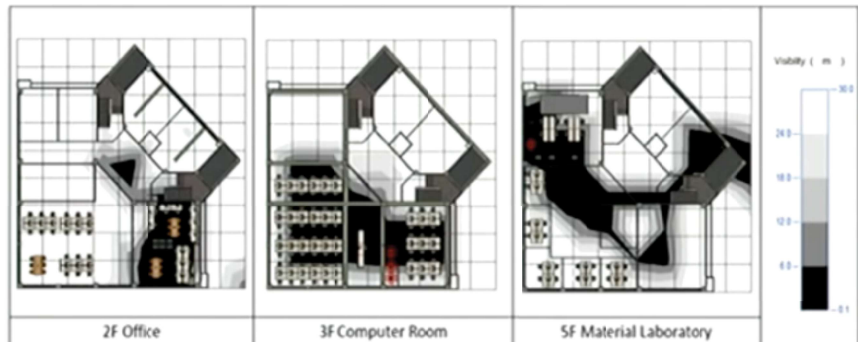 Visiblity ( m )
30.0
24.0
18.0
12.0
6.0
0.1
2F Office
3F Computer Room
5F Material Laboratory